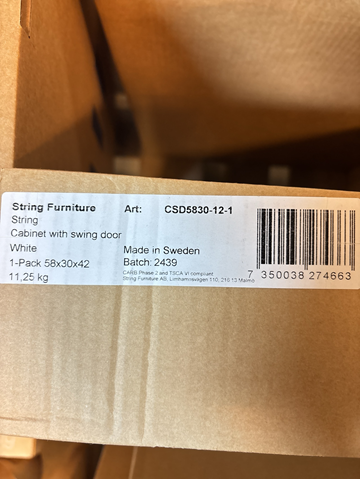 String Furniture Art: CSD5830-12-1
String
Cabinet with swing door
White Made in Sweden
1-Pack 58x30x42 Batch: 2439
11,25 kg CARB Phase 2 and TSCA VI compliant
String Furniture AB, Limhamnsvägen 110, 216 13 Malmö
7 350038 274663